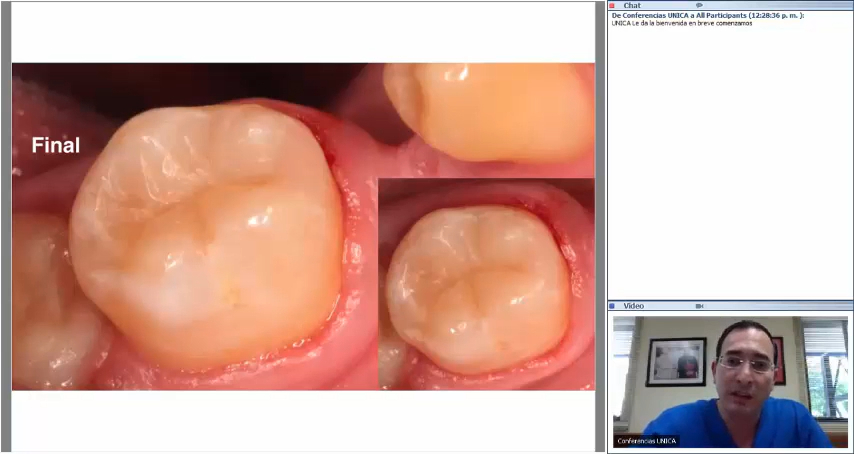 Final
Chat
De Conferencias UNICA a All Participants (12:28:36 p. m. ):
UNICA Le da la bienvenida en breve comenzamos
Video
Conferencias UNICA